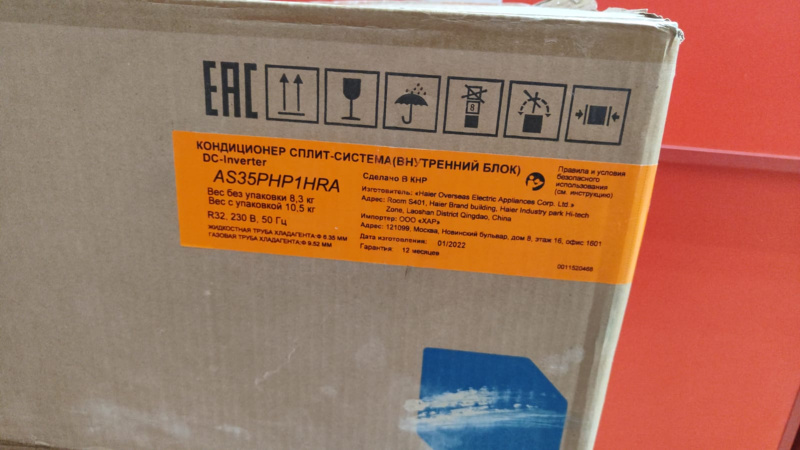 EAC
8
КОНДИЦИОНЕР СПЛИТ-СИСТЕМА(ВНУТРЕННИЙ БЛОК)
DC-Inverter
AS35PHP1HRA
Вес без упаковки 8,3 кг
Вес с упаковкой 10,5 кг
R32, 230 В, 50 Гц
ЖИДКОСТНАЯ ТРУБА ХЛАДАГЕНТА:Ф 6.35 ММ
ГАЗОВАЯ ТРУБА ХЛАДАГЕНТА:Ф 9.52 ММ
Сделано В КНР
Изготовитель: «Haier Overseas Electric Appliances Corp. Ltd.»
Адрес: Room S401, Haier Brand building, Haier Industry park Hi-tech
Zone, Laoshan District Qingdao, China
Импортер: ООО «ХАР»
Адрес: 121099, Москва, Новинский бульвар, дом 8, этаж 16, офис 1601
Дата изготовления: 01/2022
Гарантия: 12 месяцев
Правила и условия
безопасного
использования
(см. инструкцию)
0011520468